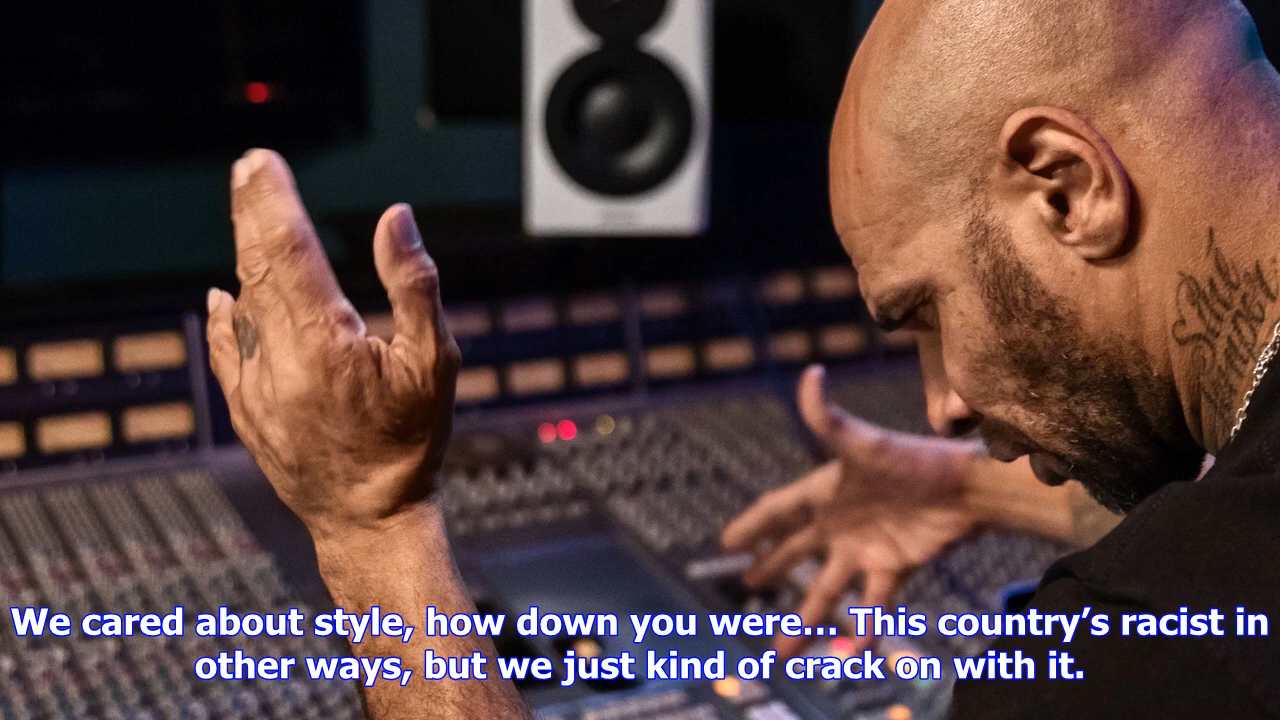 We cared about style, how down you were... This country’s racist in
other ways, but we just kind of crack on with it.